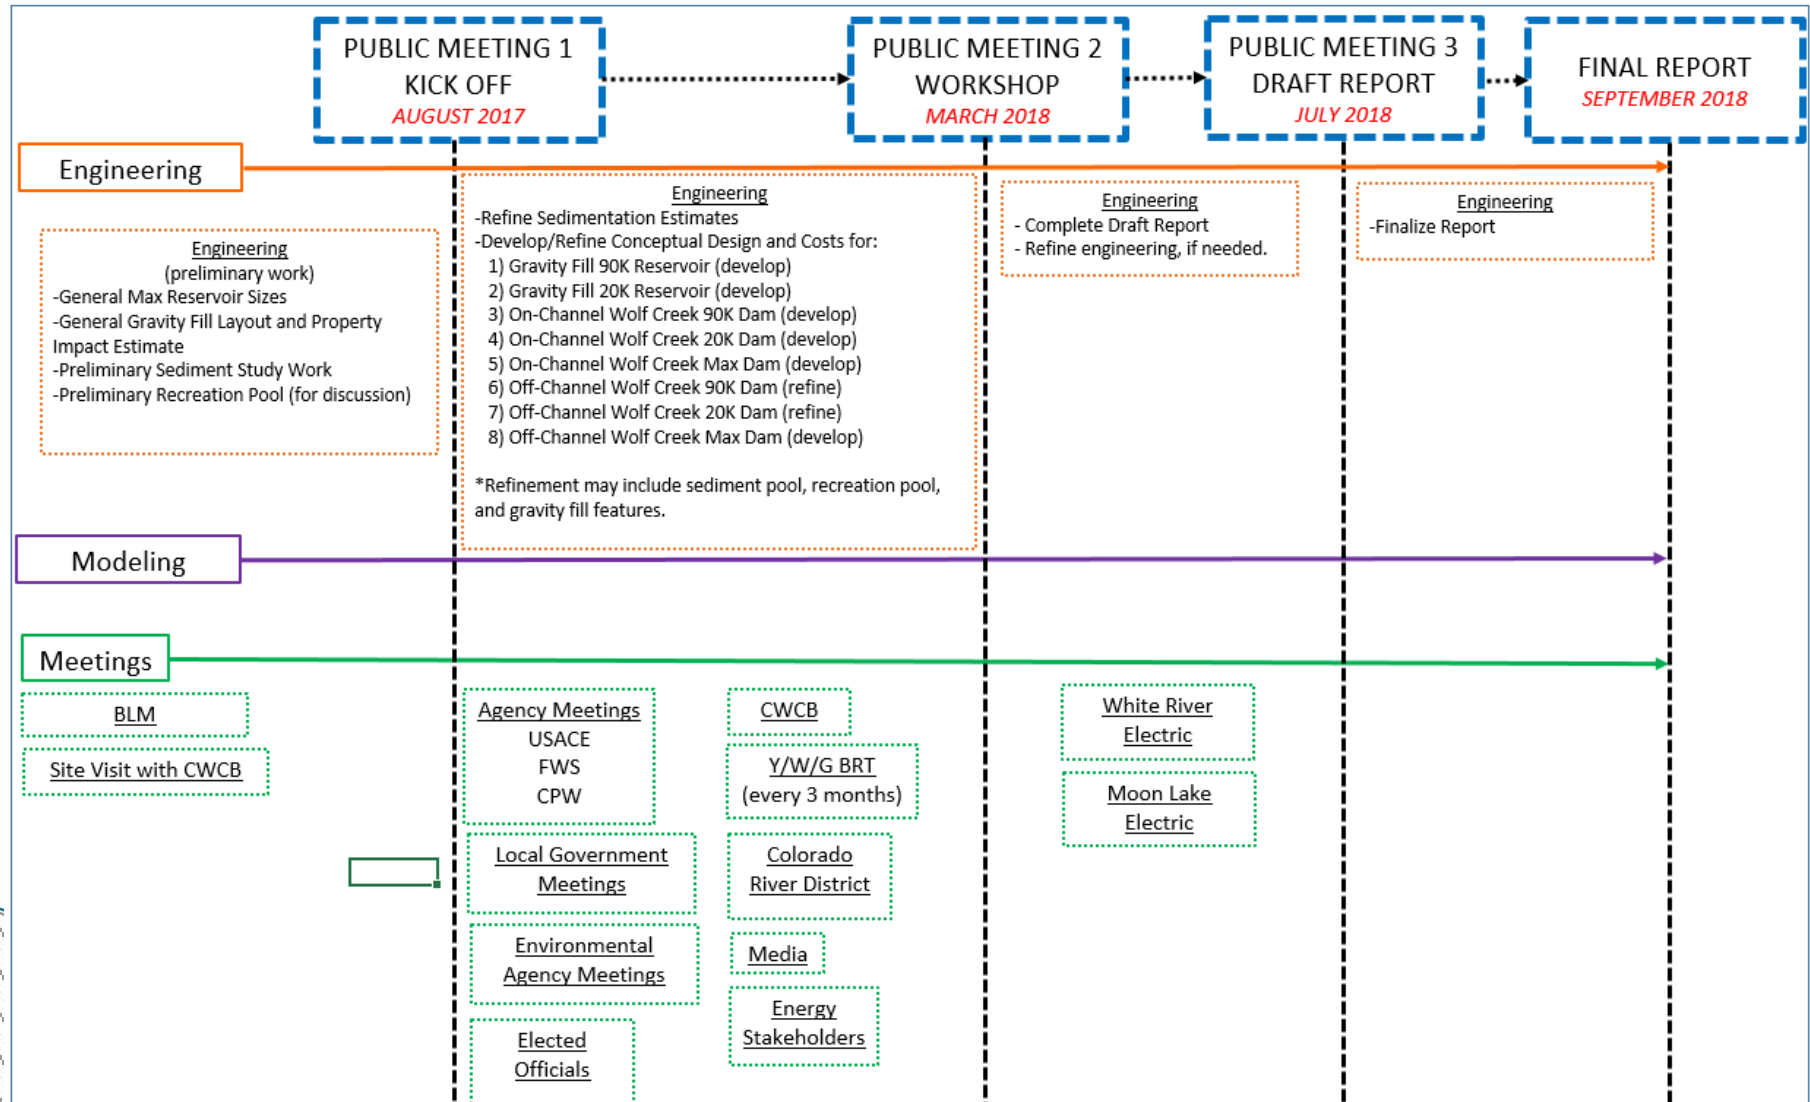 PUBLIC MEETING 1
KICK OFF
AUGUST 2017
PUBLIC MEETING 2
WORKSHOP
MARCH 2018
PUBLIC MEETING 3
DRAFT REPORT
JULY 2018
FINAL REPORT
SEPTEMBER 2018
Engineering
Engineering
(preliminary work)
-General Max Reservoir Sizes
-General Gravity Fill Layout and Property
Impact Estimate
-Preliminary Sediment Study Work
-Preliminary Recreation Pool (for discussion)
Engineering
-Refine Sedimentation Estimates
-Develop/Refine Conceptual Design and Costs for:
1) Gravity Fill 90K Reservoir (develop)
2) Gravity Fill 20K Reservoir (develop)
3) On-Channel Wolf Creek 90K Dam (develop)
4) On-Channel Wolf Creek 20K Dam (develop)
5) On-Channel Wolf Creek Max Dam (develop)
6) Off-Channel Wolf Creek 90K Dam (refine)
7) Off-Channel Wolf Creek 20K Dam (refine)
8) Off-Channel Wolf Creek Max Dam (develop)
*Refinement may include sediment pool, recreation pool,
and gravity fill features.
Engineering
- Complete Draft Report
- Refine engineering, if needed.
Engineering
-Finalize Report
Modeling
Meetings
BLM
Site Visit with CWCB
Agency Meetings
USACE
FWS
CPW
Local Government
Meetings
Environmental
Agency Meetings
Elected
Officials
CWCB
Y/W/G BRT
(every 3 months)
Colorado
River District
Media
Energy
Stakeholders
White River
Electric
Moon Lake
Electric